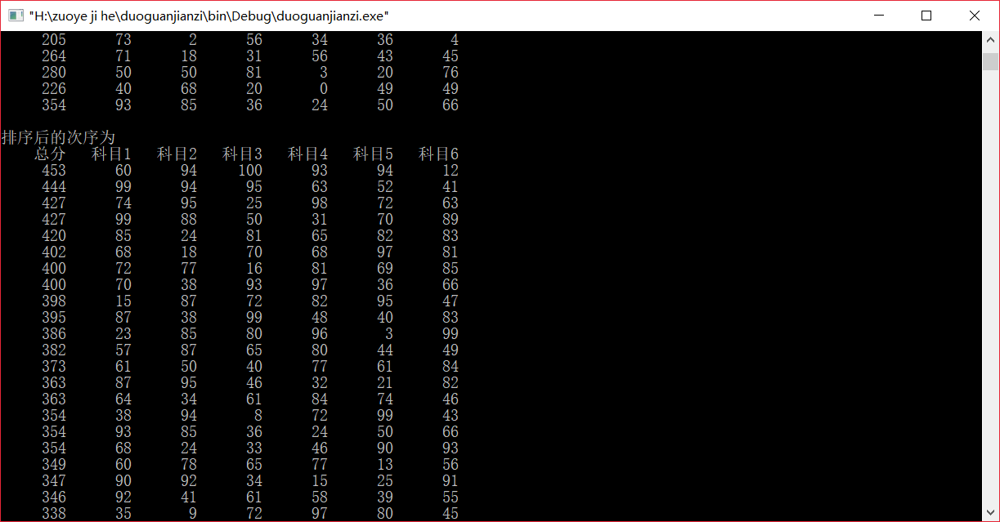 "H:\zuoye ji he\duoguanjianzi\bin\Debug\duoguanjianzi.exe"
205 73 2 56 34 36 4
264 71 18 31 56 43 45
280 50 50 81 3 20 76
226 40 68 20 0 49 49
354 93 85 36 24 50 66
排序后的次序为
总分 科目1 科目2 科目3 科目4 科目5 科目6
453 60 94 100 93 94 12
444 99 94 95 63 52 41
427 74 95 25 98 72 63
427 99 88 50 31 70 89
420 85 24 81 65 82 83
402 68 18 70 68 97 81
400 72 77 16 81 69 85
400 70 38 93 97 36 66
398 15 87 72 82 95 47
395 87 38 99 48 40 83
386 23 85 80 96 3 99
382 57 87 65 80 44 49
373 61 50 40 77 61 84
363 87 95 46 32 21 82
363 64 34 61 84 74 46
354 38 94 8 72 99 43
354 93 85 36 24 50 66
354 68 24 33 46 90 93
349 60 78 65 77 13 56
347 90 92 34 15 25 91
346 92 41 61 58 39 55
338 35 9 72 97 80 45